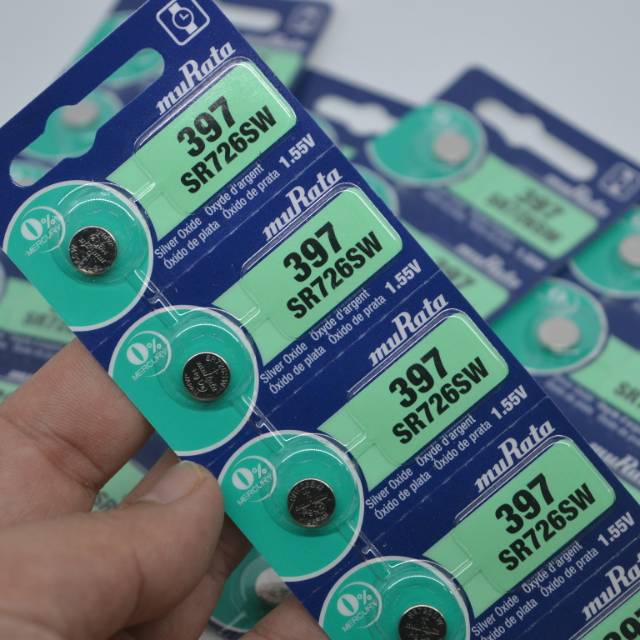 muRata
397
SR726SW
Silver Oxide Oxyde d'argent
Óxido de plata Óxido de prata 1.55V
0%
MERCURY
muRata
397
SR726SW
Silver Oxide Oxyde d'argent
Óxido de plata Óxido de prata 1.55V
0%
MERCURY
muRata
397
SR726SW
Silver Oxide Oxyde d'argent
Óxido de plata Óxido de prata 1.55V
0%
MERCURY
muRata
397
SR726SW
Silver Oxide Oxyde d'argent
Óxido de plata Óxido de prata 1.55V
0%
MERCURY
muRata
397
SR726SW